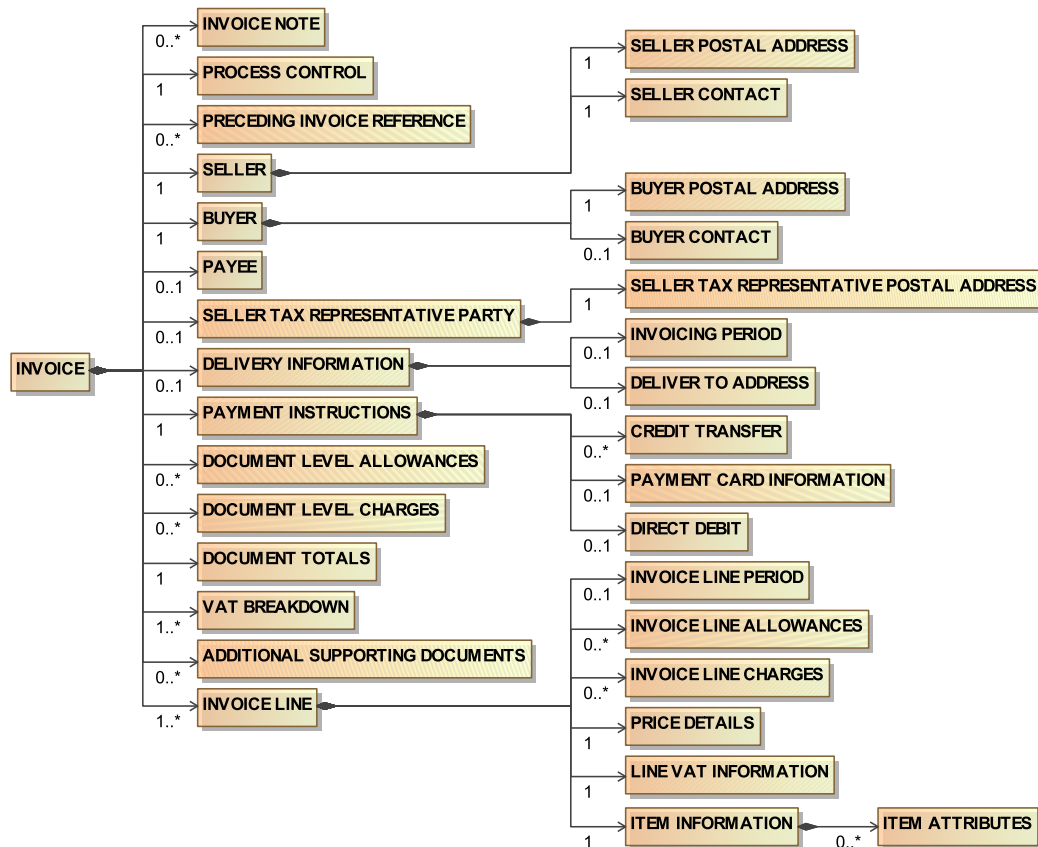 INVOICE
INVOICE NOTE
0..*
PROCESS CONTROL
1
PRECEDING INVOICE REFERENCE
0..*
SELLER
1
BUYER
1
PAYEE
0..1
SELLER TAX REPRESENTATIVE PARTY
0..1
DELIVERY INFORMATION
0..1
PAYMENT INSTRUCTIONS
1
DOCUMENT LEVEL ALLOWANCES
0..*
DOCUMENT LEVEL CHARGES
0..*
DOCUMENT TOTALS
1
VAT BREAKDOWN
1..*
ADDITIONAL SUPPORTING DOCUMENTS
0..*
INVOICE LINE
1..*
SELLER POSTAL ADDRESS
1
SELLER CONTACT
1
BUYER POSTAL ADDRESS
1
BUYER CONTACT
0..1
SELLER TAX REPRESENTATIVE POSTAL ADDRESS
1
INVOICING PERIOD
0..1
DELIVER TO ADDRESS
0..1
CREDIT TRANSFER
0..*
PAYMENT CARD INFORMATION
0..1
DIRECT DEBIT
0..1
INVOICE LINE PERIOD
0..1
INVOICE LINE ALLOWANCES
0..*
INVOICE LINE CHARGES
0..*
PRICE DETAILS
1
LINE VAT INFORMATION
1
ITEM INFORMATION
1
ITEM ATTRIBUTES
0..*